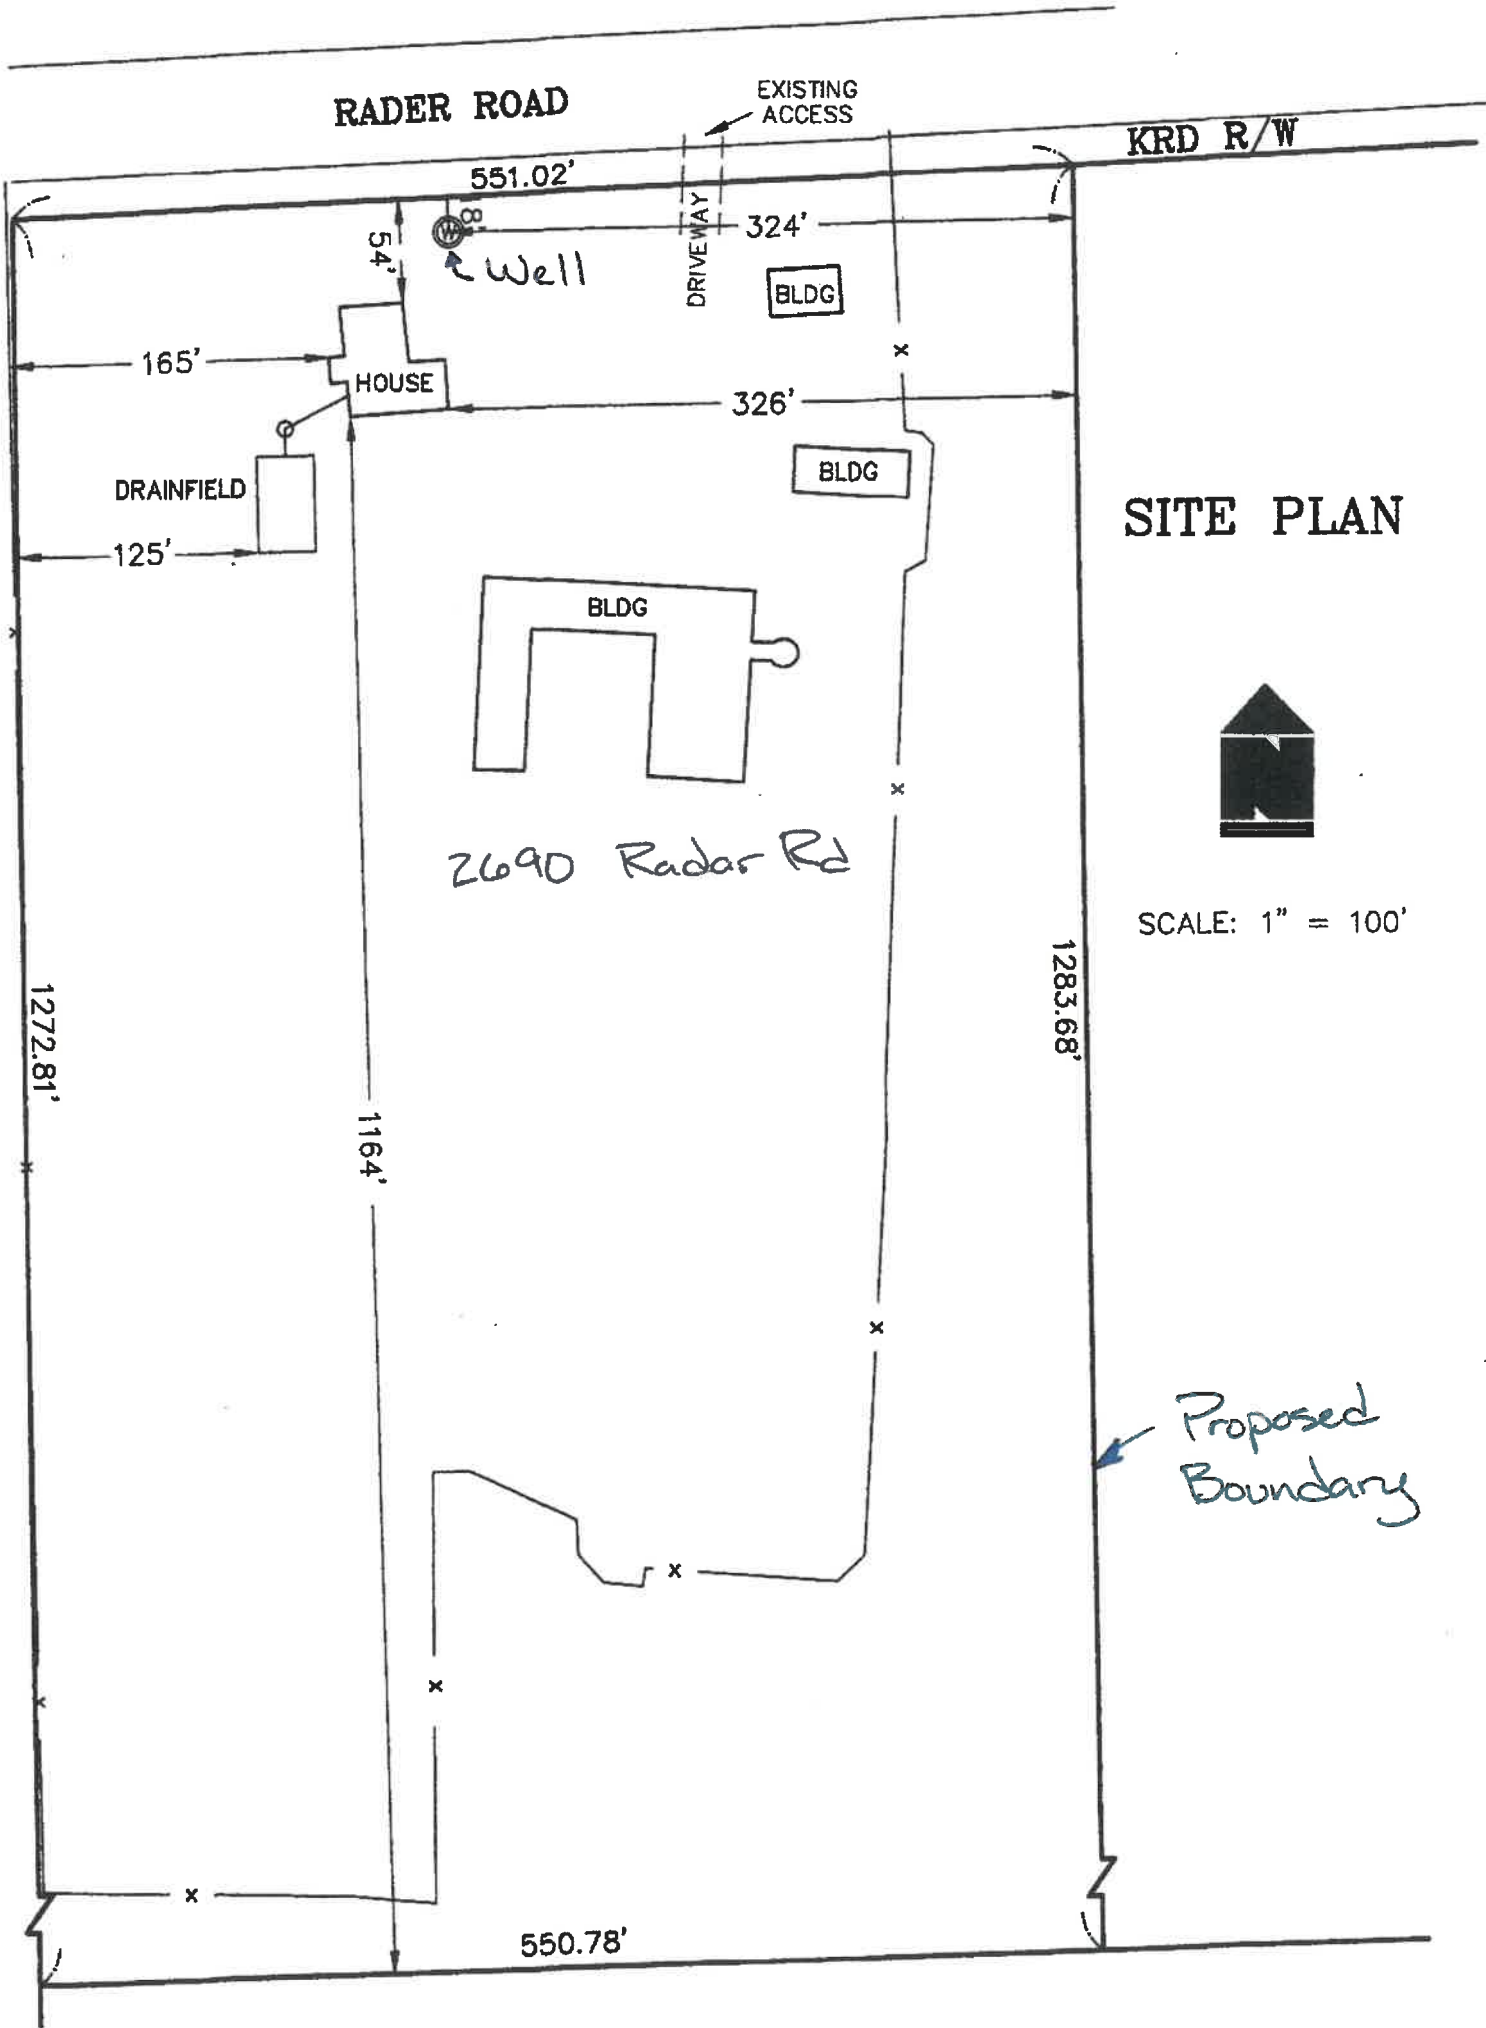 RADER ROAD
EXISTING
ACCESS
KRD R/W
551.02'
18'
324'
54'
Well
DRIVEWAY
BLDG
165'
HOUSE
326'
DRAINFIELD
BLDG
SITE PLAN
125'
BLDG
2690 Radar Rd
N
SCALE: 1" = 100'
1272.81'
1283.68'
1164'
Proposed
Boundary
550.78'